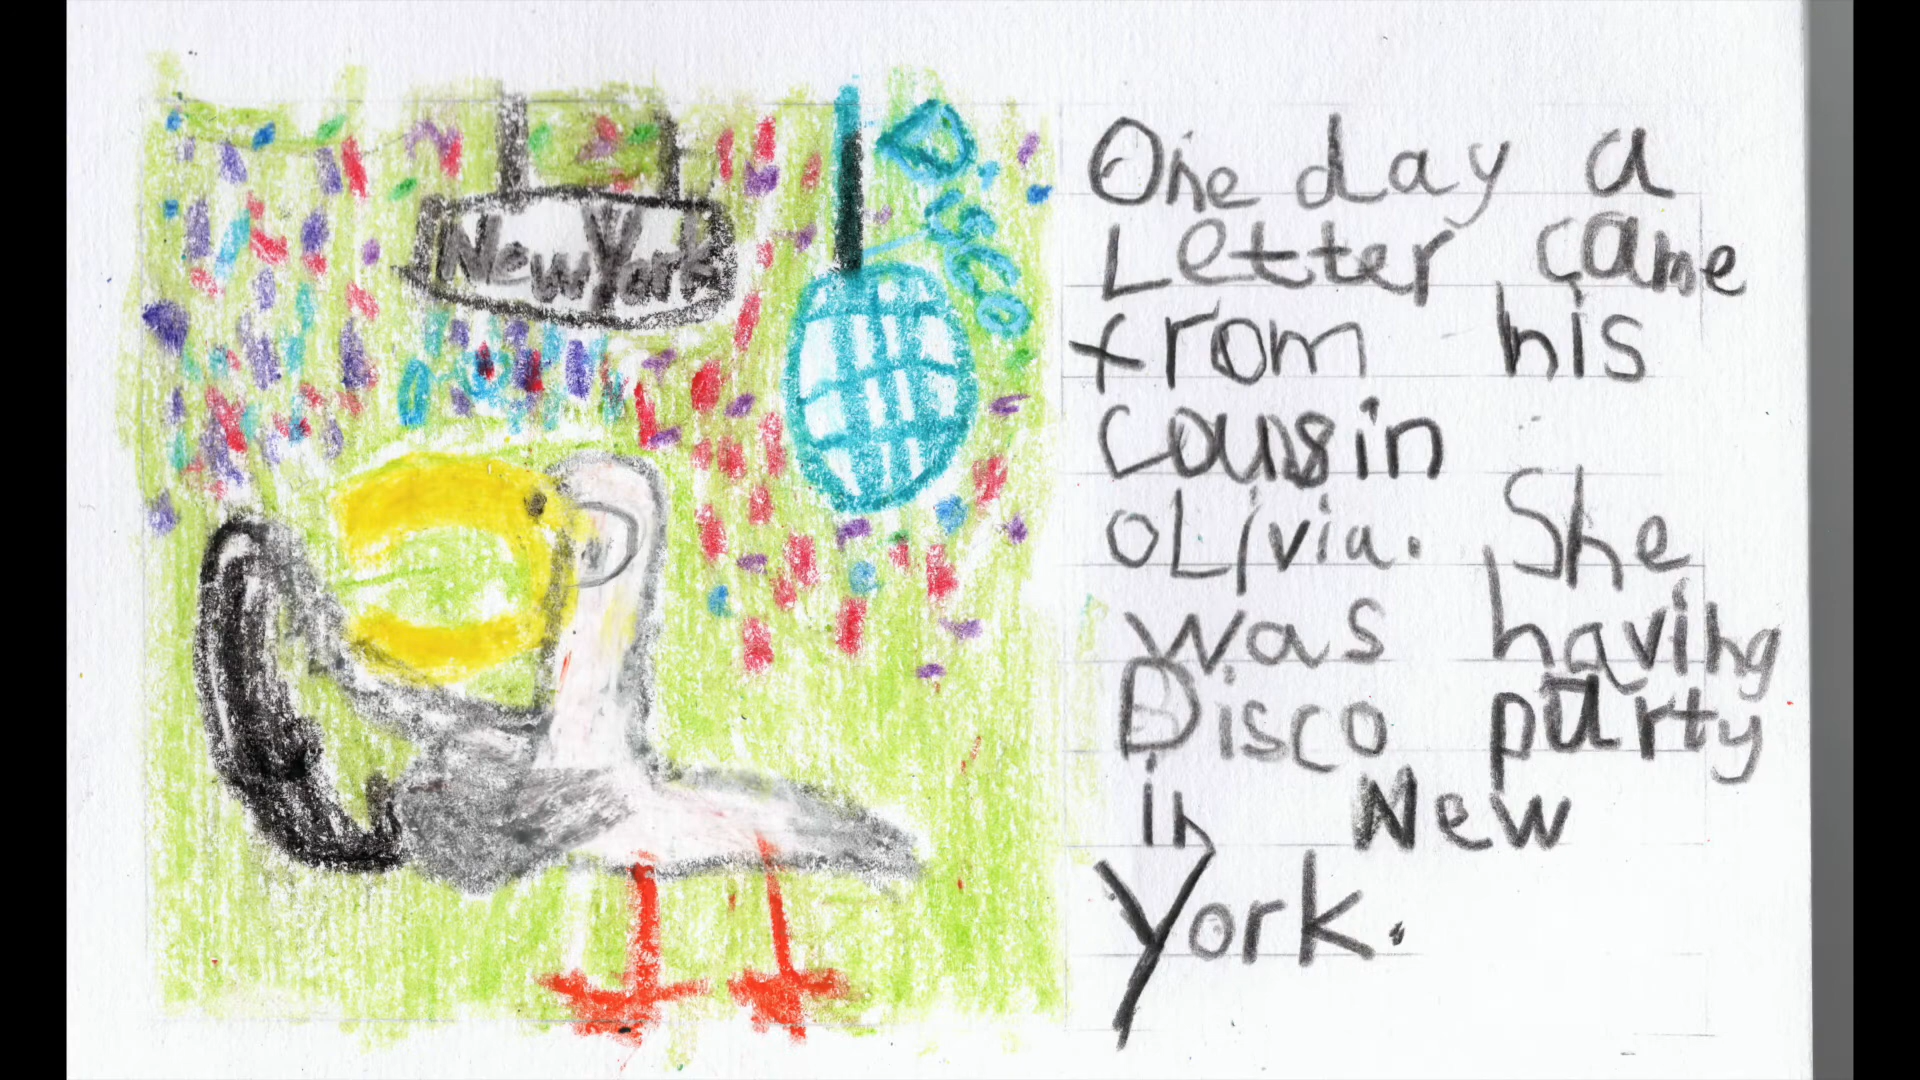 New York
Disco
One day a
Letter came
from his
cousin
oLivia. She
was having
Disco party
in New
York.